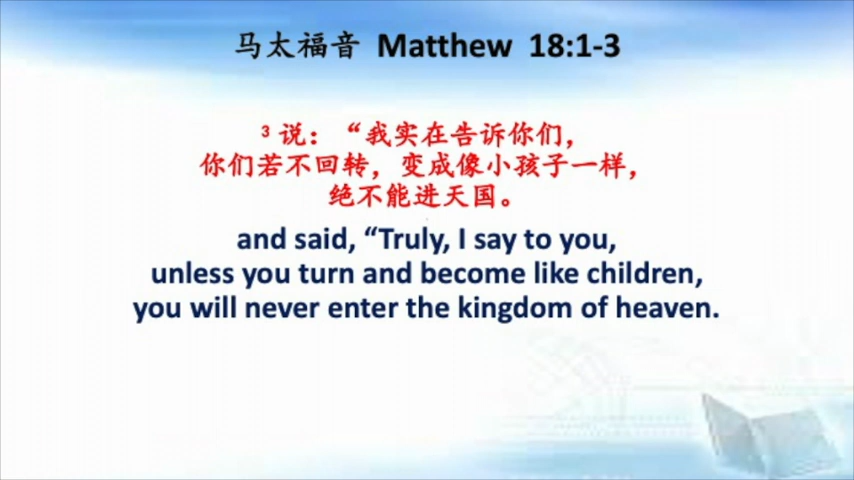 马太福音 Matthew 18:1-3
³ 说：“我实在告诉你们，
你们若不回转，变成像小孩子一样，
绝不能进天国。
and said, “Truly, I say to you,
unless you turn and become like children,
you will never enter the kingdom of heaven.